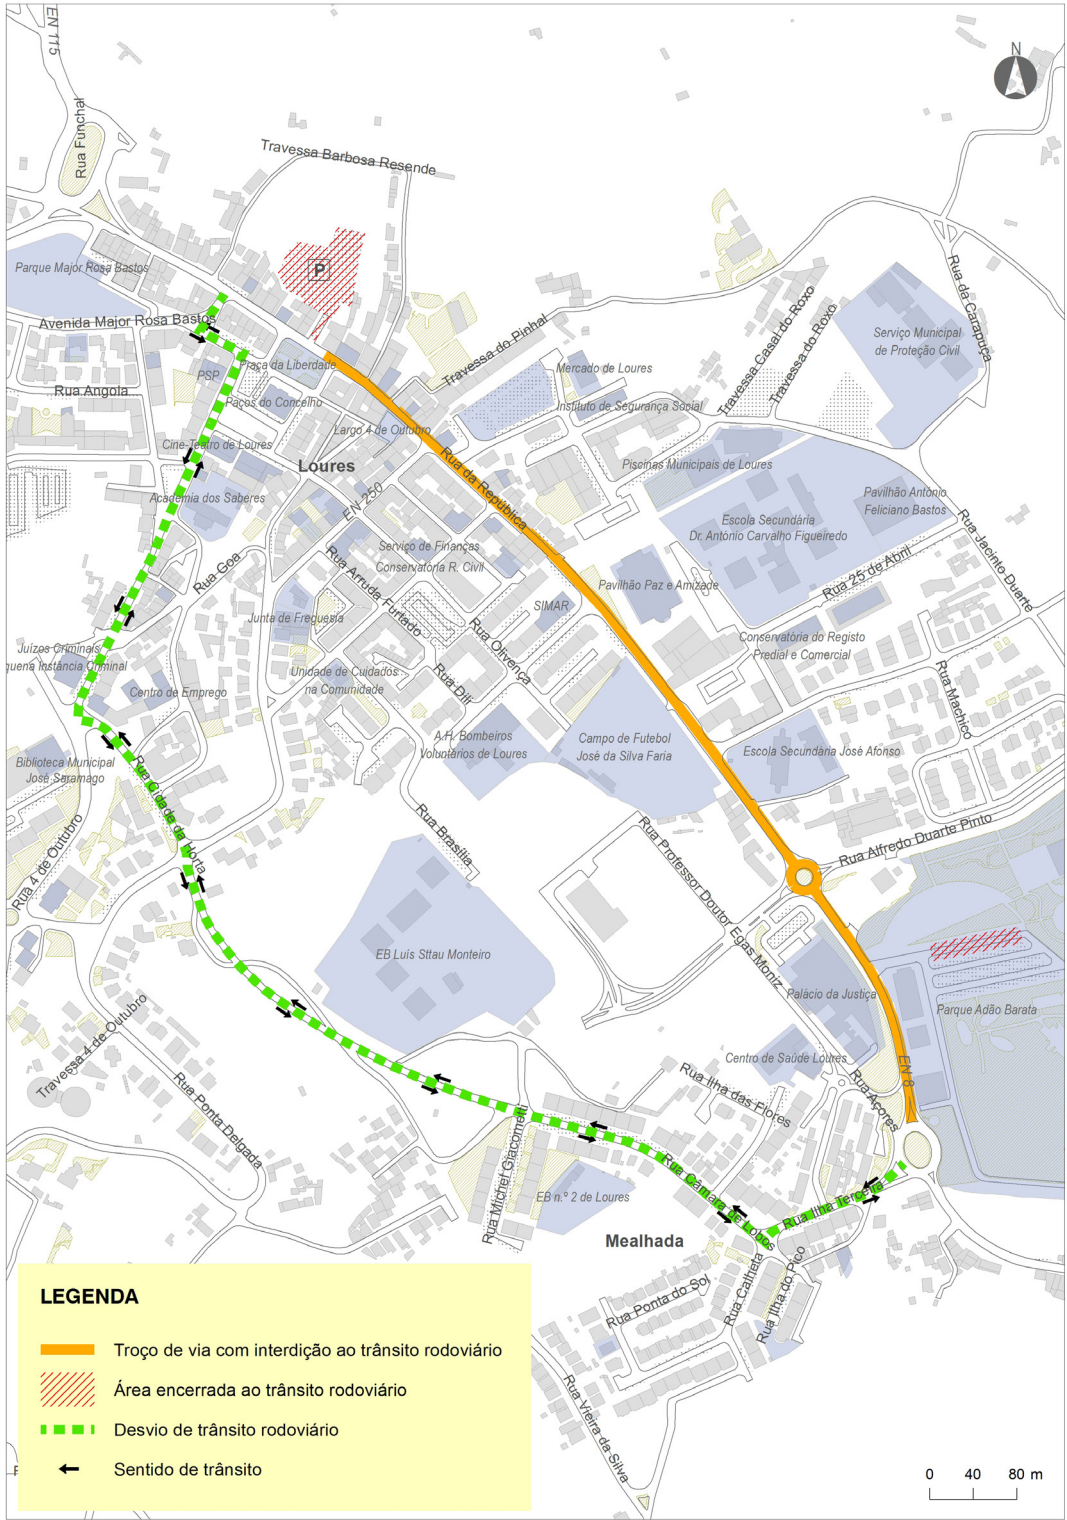 EN 115
N
Rua Funchal
Travessa Barbosa Resende
Parque Major Rosa Bastos
P
Rua da Carapuça
Avenida Major Rosa Bastos
Travessa do Pinhal
Travessa Casal do Roxo
Travessa do Roxo
Serviço Municipal
de Proteção Civil
Praça da Liberdade
PSP
Mercado de Loures
Rua Angola
Paços do Concelho
Instituto de Segurança Social
Largo 4 de Outubro
Cine-Teatro de Loures
Loures
Rua da República
Piscinas Municipais de Loures
Academia dos Saberes
EN 250
Pavilhão António
Feliciano Bastos
Escola Secundária
Dr. António Carvalho Figueiredo
Rua Jacinto Duarte
Serviço de Finanças
Conservatória R. Civil
Rua Goa
Rua Arruda Furtado
Pavilhão Paz e Amizade
Rua 25 de Abril
SIMAR
Junta de Freguesia
Rua Olivença
Conservatória do Registo
Predial e Comercial
Juízos Criminais
quena Instância Criminal
Unidade de Cuidados
na Comunidade
Rua Dili
Centro de Emprego
Rua Machico
A.H. Bombeiros
Voluntários de Loures
Campo de Futebol
José da Silva Faria
Escola Secundária José Afonso
Biblioteca Municipal
José Saramago
Rua Cidade da Horta
Rua Brasília
Rua Professor Doutor Egas Moniz
Rua Alfredo Duarte Pinto
Rua 4 de Outubro
EB Luís Sttau Monteiro
Palácio da Justiça
Parque Adão Barata
Travessa 4 de Outubro
Centro de Saúde Loures
EN 8
Rua Ilha das Flores
Rua Açores
Rua Ponta Delgada
Rua Michel Giacometti
Rua Câmara de Lobos
EB n.º 2 de Loures
Rua Ilha Terceira
Mealhada
Rua Ponta do Sol
Rua Calheta
Rua Ilha do Pico
Rua Vieira da Silva
LEGENDA
Troço de via com interdição ao trânsito rodoviário
Área encerrada ao trânsito rodoviário
Desvio de trânsito rodoviário
Sentido de trânsito
0 40 80 m